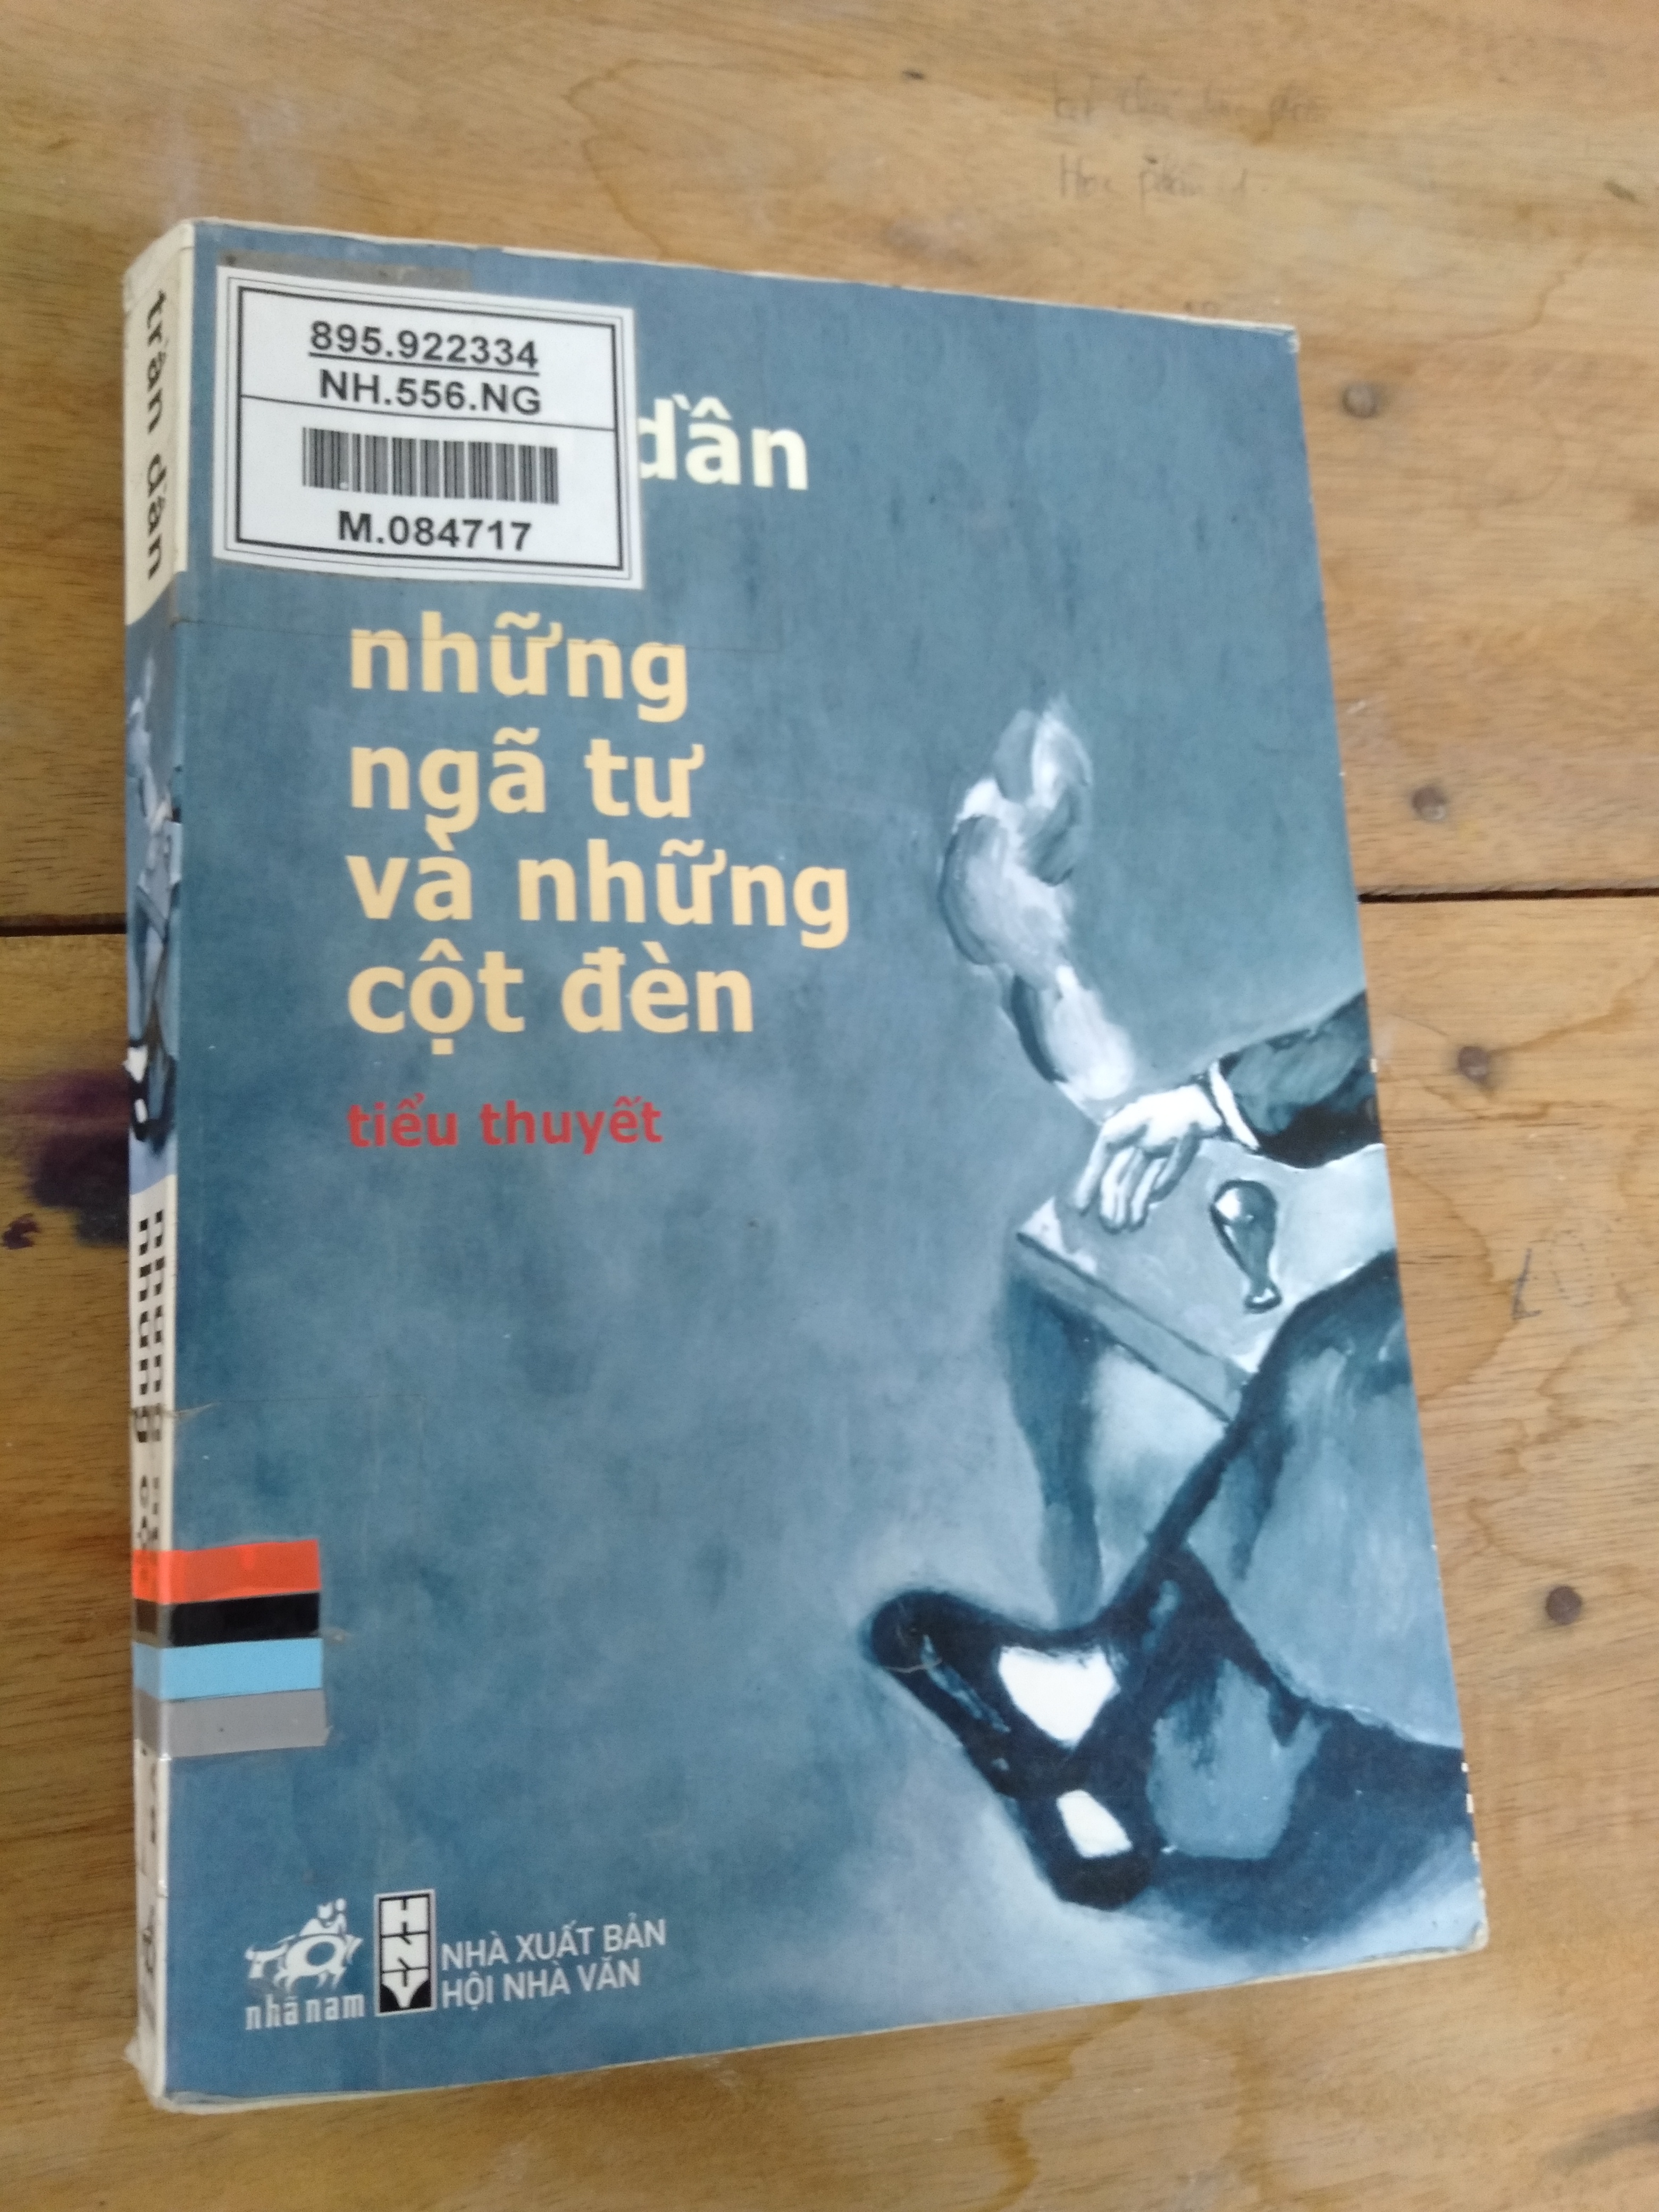 895.922334
NH.556.NG
M.084717
dần
những
ngã tư
và những
cột đèn
tiểu thuyết
nhã nam
NHÀ XUẤT BẢN
HỘI NHÀ VĂN
trần dần